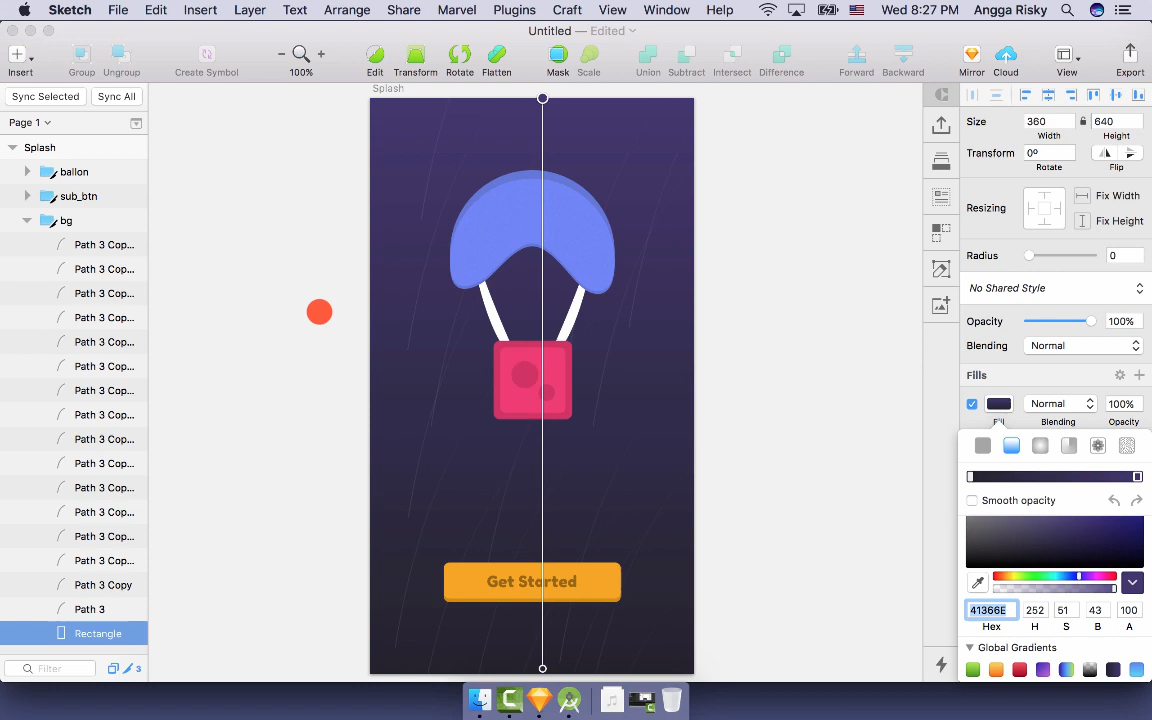 Sketch File Edit Insert Layer Text Arrange Share Marvel Plugins Craft View Window Help Wed 8:27 PM Angga Risky
Untitled — Edited
Insert Group Ungroup Create Symbol 100% Edit Transform Rotate Flatten Mask Scale Union Subtract Intersect Difference Forward Backward Mirror Cloud View Export
Sync Selected Sync All
Page 1
Splash
ballon
sub_btn
bg
Path 3 Cop...
Path 3 Cop...
Path 3 Cop...
Path 3 Cop...
Path 3 Cop...
Path 3 Cop...
Path 3 Cop...
Path 3 Cop...
Path 3 Cop...
Path 3 Cop...
Path 3 Cop...
Path 3 Cop...
Path 3 Cop...
Path 3 Cop...
Path 3 Copy
Path 3
Rectangle
Filter 3
Splash
Get Started
Size 360 640
Width Height
Transform 0º
Rotate Flip
Resizing Fix Width
Fix Height
Radius 0
No Shared Style
Opacity 100%
Blending Normal
Fills
Normal 100%
Fill Blending Opacity
Smooth opacity
41366E 252 51 43 100
Hex H S B A
Global Gradients